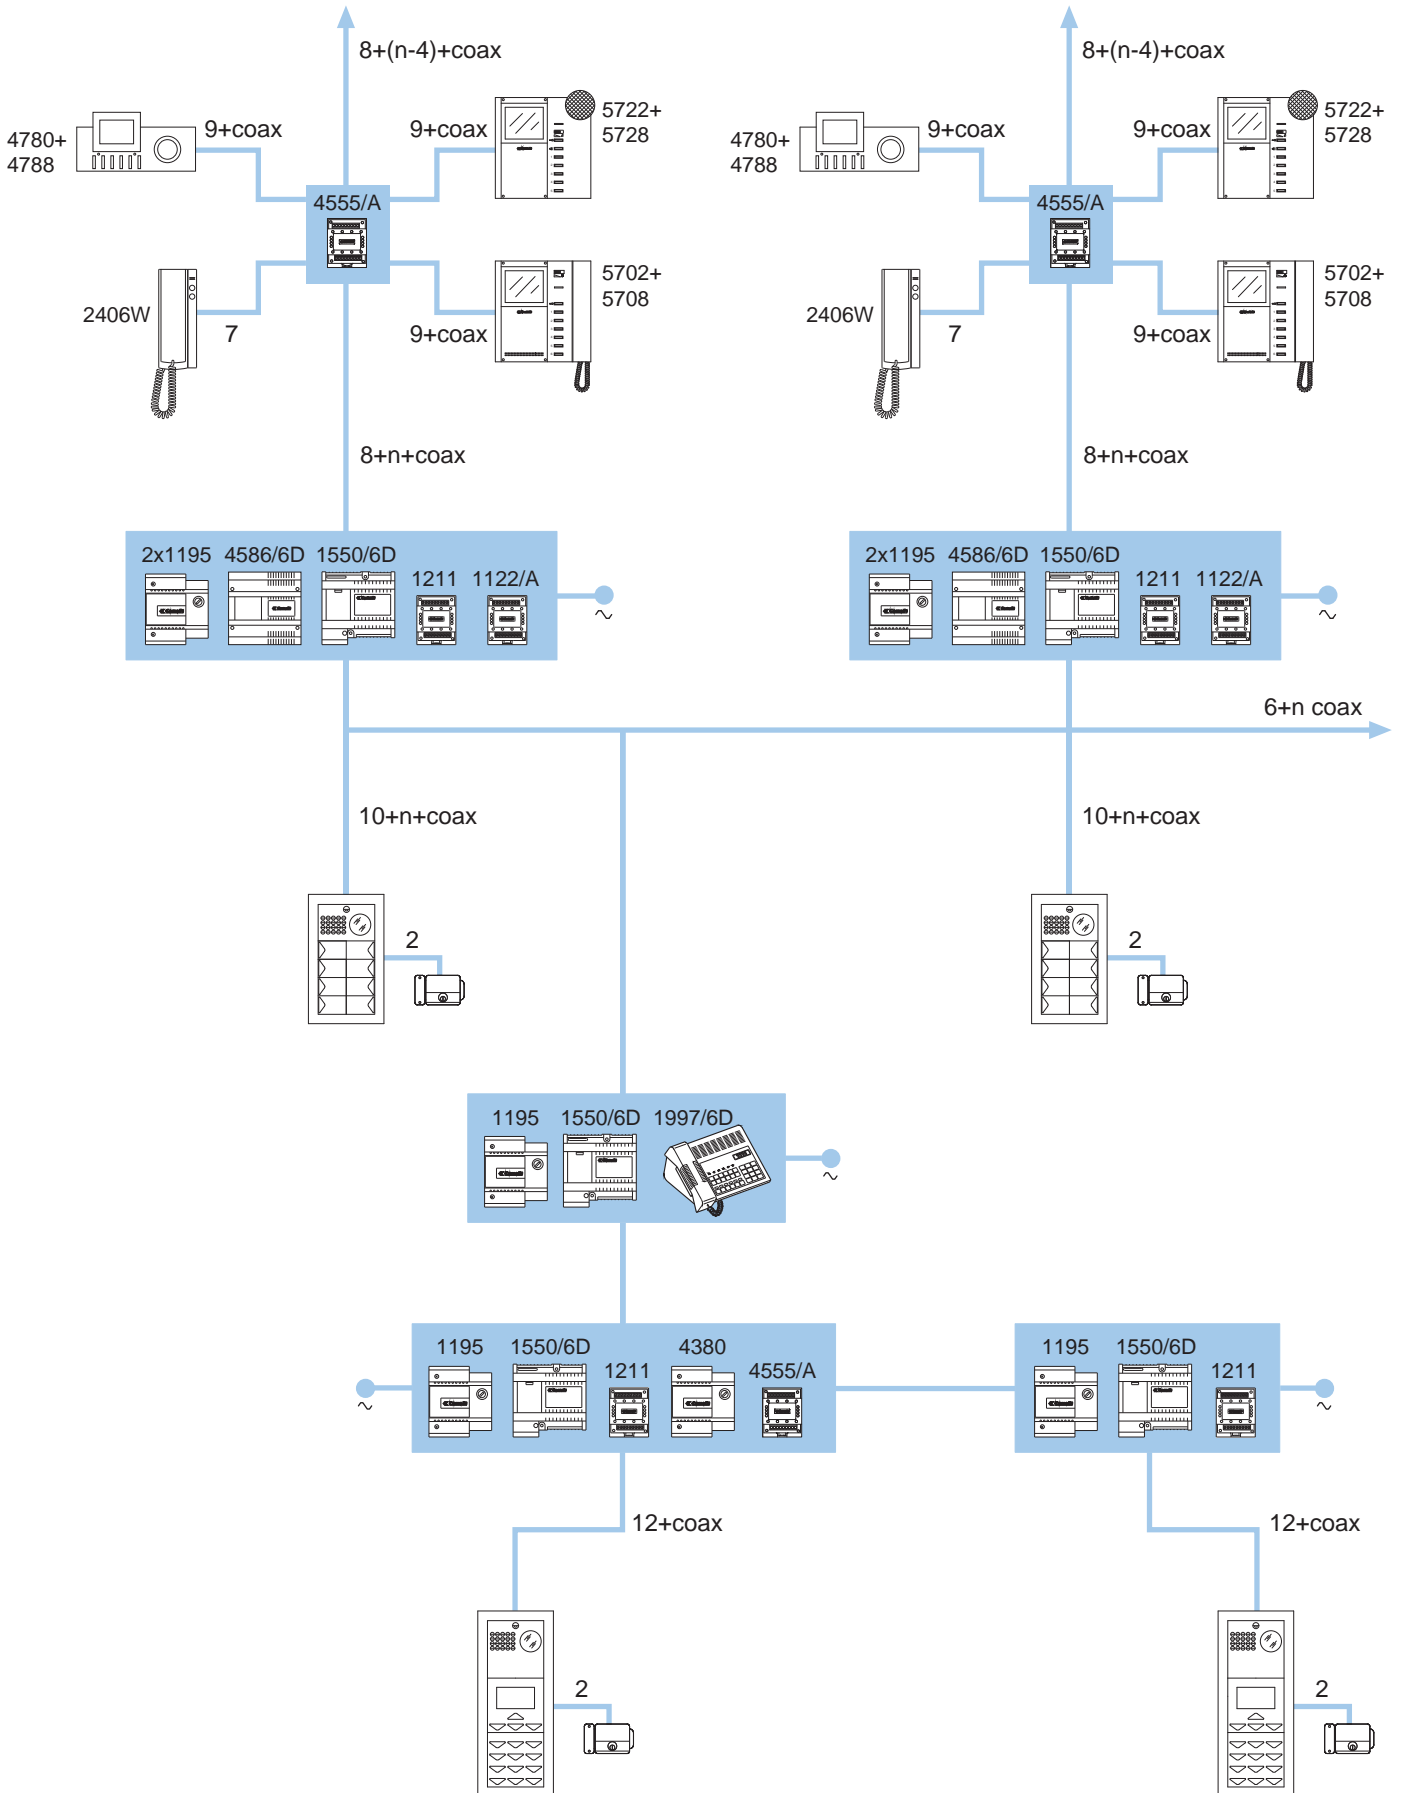 8+(n-4)+coax
8+(n-4)+coax
4780+
4788
9+coax
9+coax
5722+
5728
4780+
4788
9+coax
9+coax
5722+
5728
4555/A
4555/A
2406W
7
9+coax
5702+
5708
2406W
7
9+coax
5702+
5708
8+n+coax
8+n+coax
2x1195 4586/6D 1550/6D
1211 1122/A
~
2x1195 4586/6D 1550/6D
1211 1122/A
~
6+n coax
10+n+coax
10+n+coax
2
2
1195 1550/6D 1997/6D
~
1195 1550/6D 4380
1211 4555/A
~
1195 1550/6D
1211
~
12+coax
12+coax
2
2